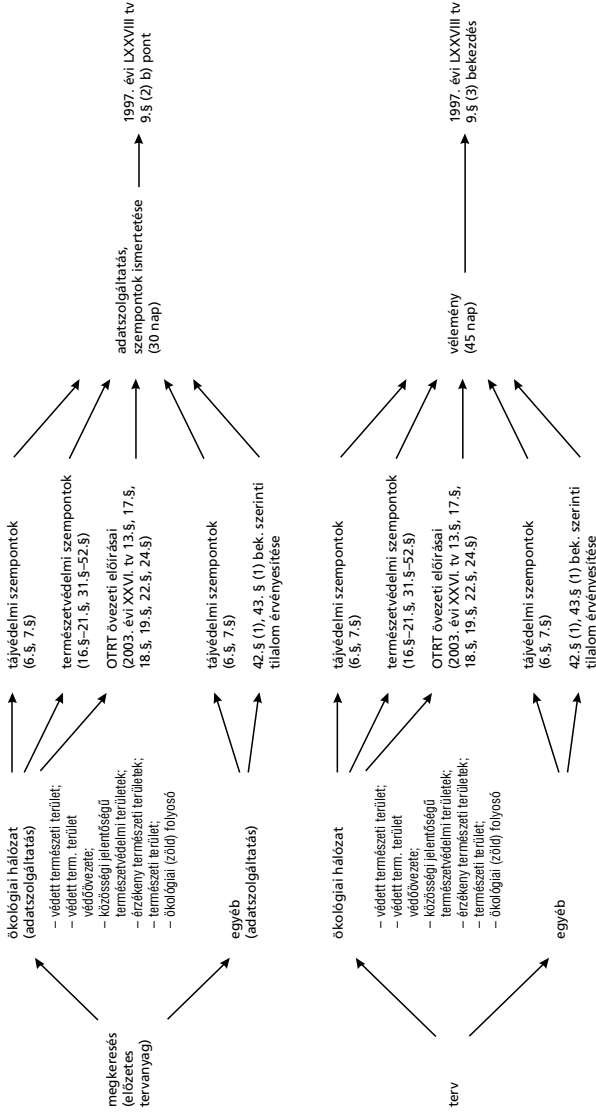 megkeresés
(előzetes
tervanyag)
ökológiai hálózat
(adatszolgáltatás)
– védett természeti terület;
– védett term. terület
védőövezete;
– közösségi jelentőségű
természetvédelmi területek;
– érzékeny természeti területek;
– természeti terület;
– ökológiai (zöld) folyosó
egyéb
(adatszolgáltatás)
tájvédelmi szempontok
(6.§, 7.§)
természetvédelmi szempontok
(16.§–21.§, 31.§–52.§)
OTRT övezeti előírásai
(2003. évi XXVI. tv 13.§, 17.§,
18.§, 19.§, 22.§, 24.§)
tájvédelmi szempontok
(6.§, 7.§)
42.§ (1), 43. § (1) bek. szerinti
tilalom érvényesítése
adatszolgáltatás,
szempontok ismertetése
(30 nap)
1997. évi LXXVIII tv
9.§ (2) b) pont
terv
ökológiai hálózat
– védett természeti terület;
– védett term. terület
védőövezete;
– közösségi jelentőségű
természetvédelmi területek;
– érzékeny természeti területek;
– természeti terület;
– ökológiai (zöld) folyosó
egyéb
tájvédelmi szempontok
(6.§, 7.§)
természetvédelmi szempontok
(16.§–21.§, 31.§–52.§)
OTRT övezeti előírásai
(2003. évi XXVI. tv 13.§, 17.§,
18.§, 19.§, 22.§, 24.§)
tájvédelmi szempontok
(6.§, 7.§)
42.§ (1), 43.§ (1) bek. szerinti
tilalom érvényesítése
vélemény
(45 nap)
1997. évi LXXVIII tv
9.§ (3) bekezdés